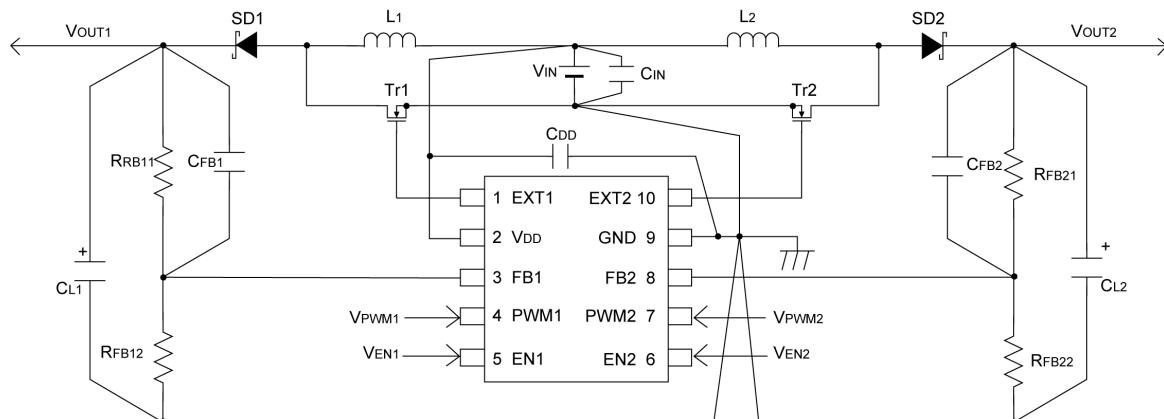 SD1 L1 L2 SD2
VOUT1 VOUT2
VIN CIN
Tr1 Tr2
CDD
RRB11 CFB1 CFB2 RFB21
1 EXT1 EXT2 10
2 VDD GND 9
+ +
3 FB1 FB2 8
CL1 CL2
VPWM1 4 PWM1 PWM2 7 VPWM2
VEN1 5 EN1 EN2 6 VEN2
RFB12 RFB22